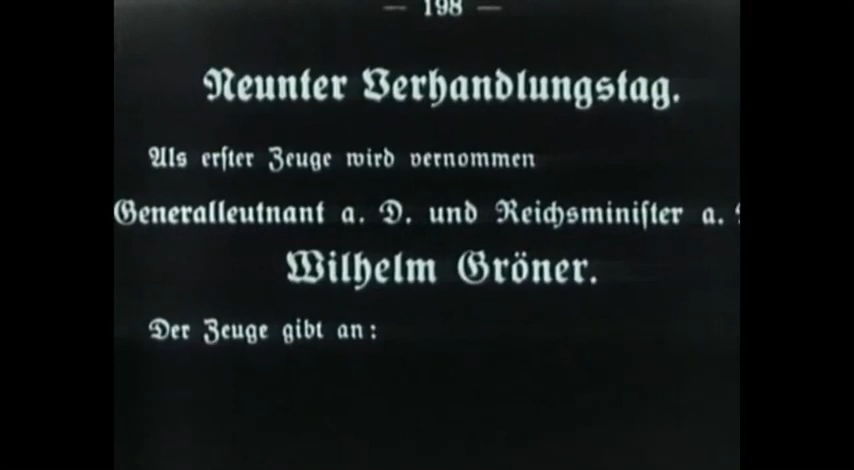 — 198 —
Neunter Verhandlungstag.
Als erſter Zeuge wird vernommen
Generalleutnant a. D. und Reichsminiſter a.
Wilhelm Gröner.
Der Zeuge gibt an: